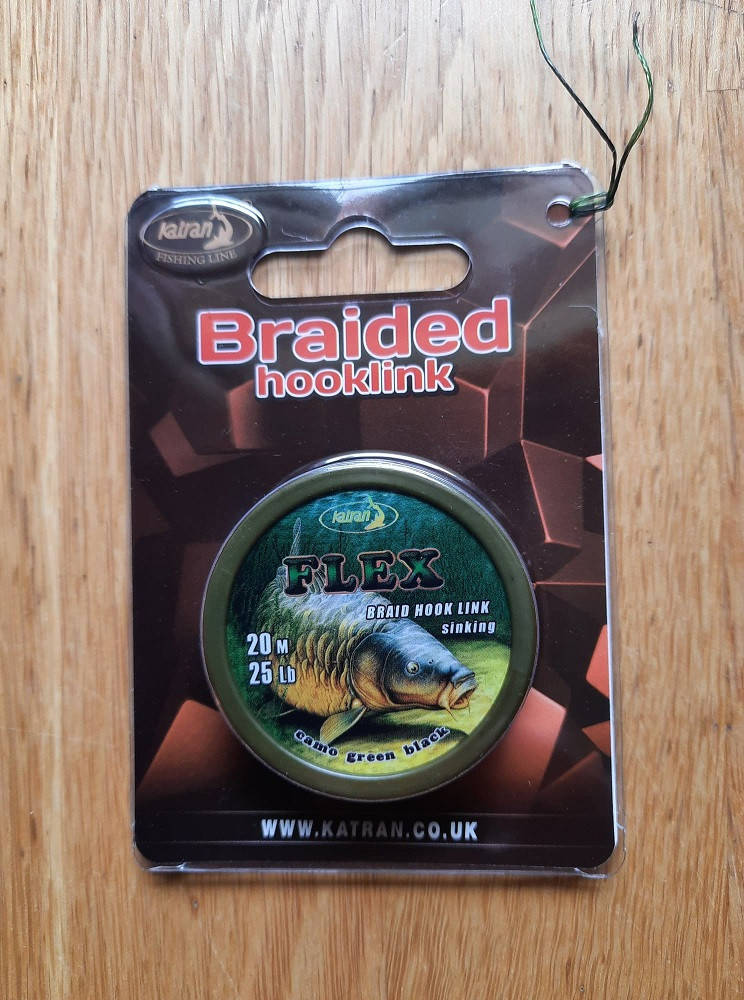 Katran
FISHING LINE
Braided
hooklink
Katran
FLEX
BRAID HOOK LINK
sinking
20 M
25 Lb
camo green black
WWW.KATRAN.CO.UK